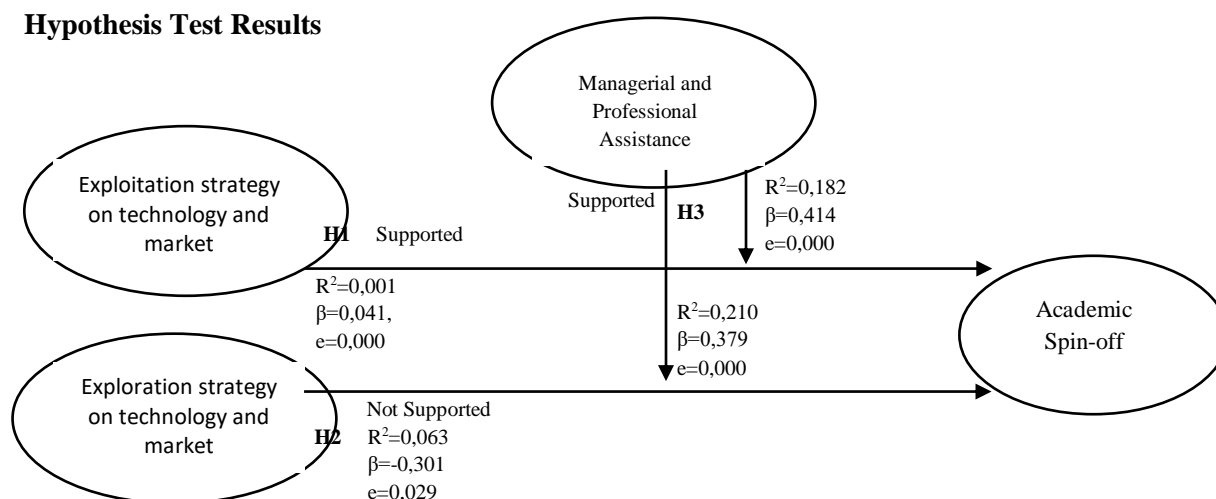 Hypothesis Test Results
Managerial and
Professional
Assistance
Exploitation strategy
on technology and
market
H1 Supported
R²=0,001
β=0,041,
e=0,000
Supported
H3
R²=0,182
β=0,414
e=0,000
R²=0,210
β=0,379
e=0,000
Academic
Spin-off
Exploration strategy
on technology and
market
Not Supported
H2 R²=0,063
β=-0,301
e=0,029